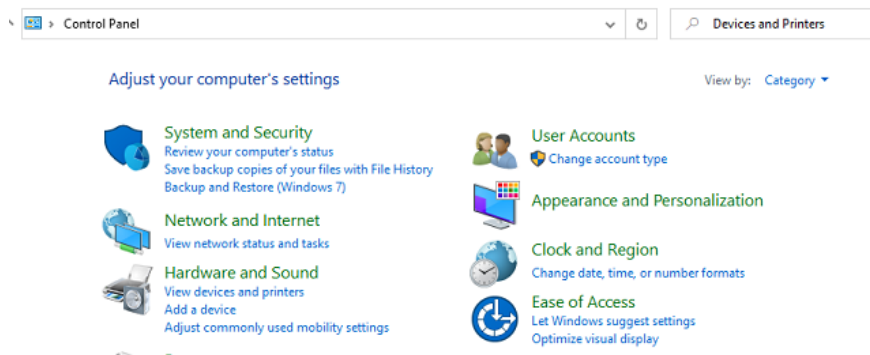 Control Panel
Devices and Printers
Adjust your computer's settings
View by: Category
System and Security
Review your computer's status
Save backup copies of your files with File History
Backup and Restore (Windows 7)
Network and Internet
View network status and tasks
Hardware and Sound
View devices and printers
Add a device
Adjust commonly used mobility settings
User Accounts
Change account type
Appearance and Personalization
Clock and Region
Change date, time, or number formats
Ease of Access
Let Windows suggest settings
Optimize visual display